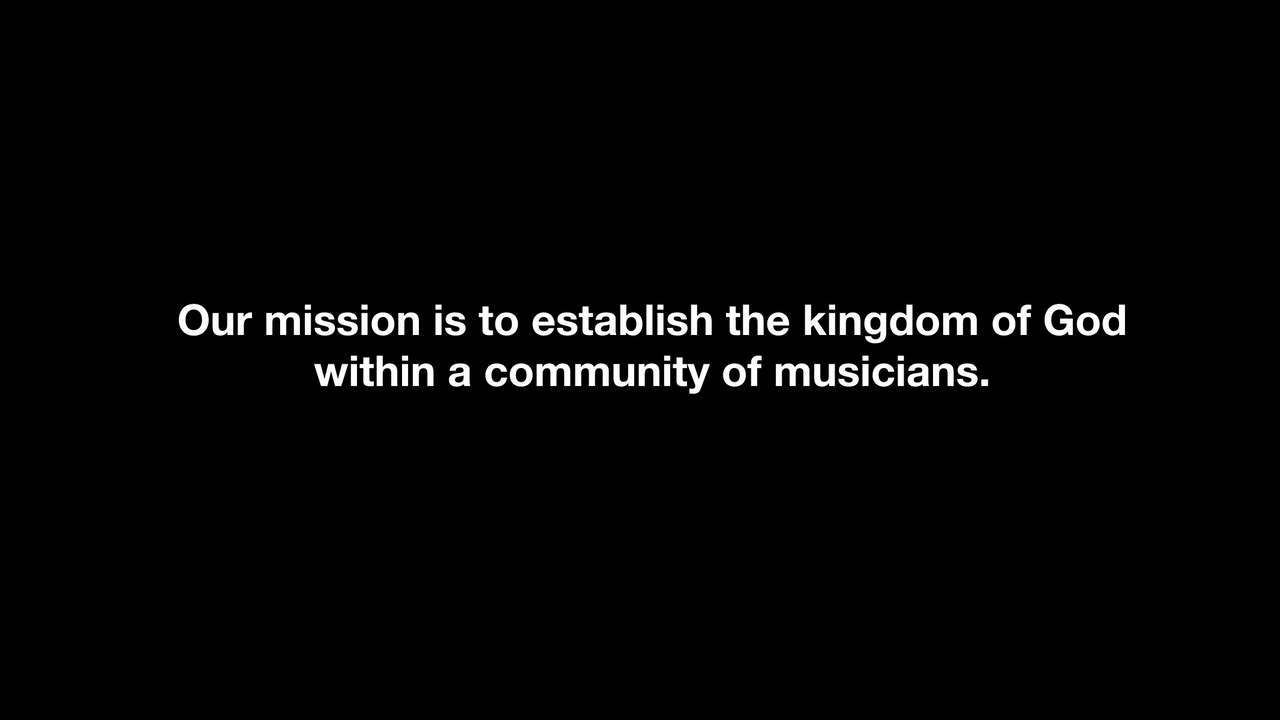 Our mission is to establish the kingdom of God
within a community of musicians.